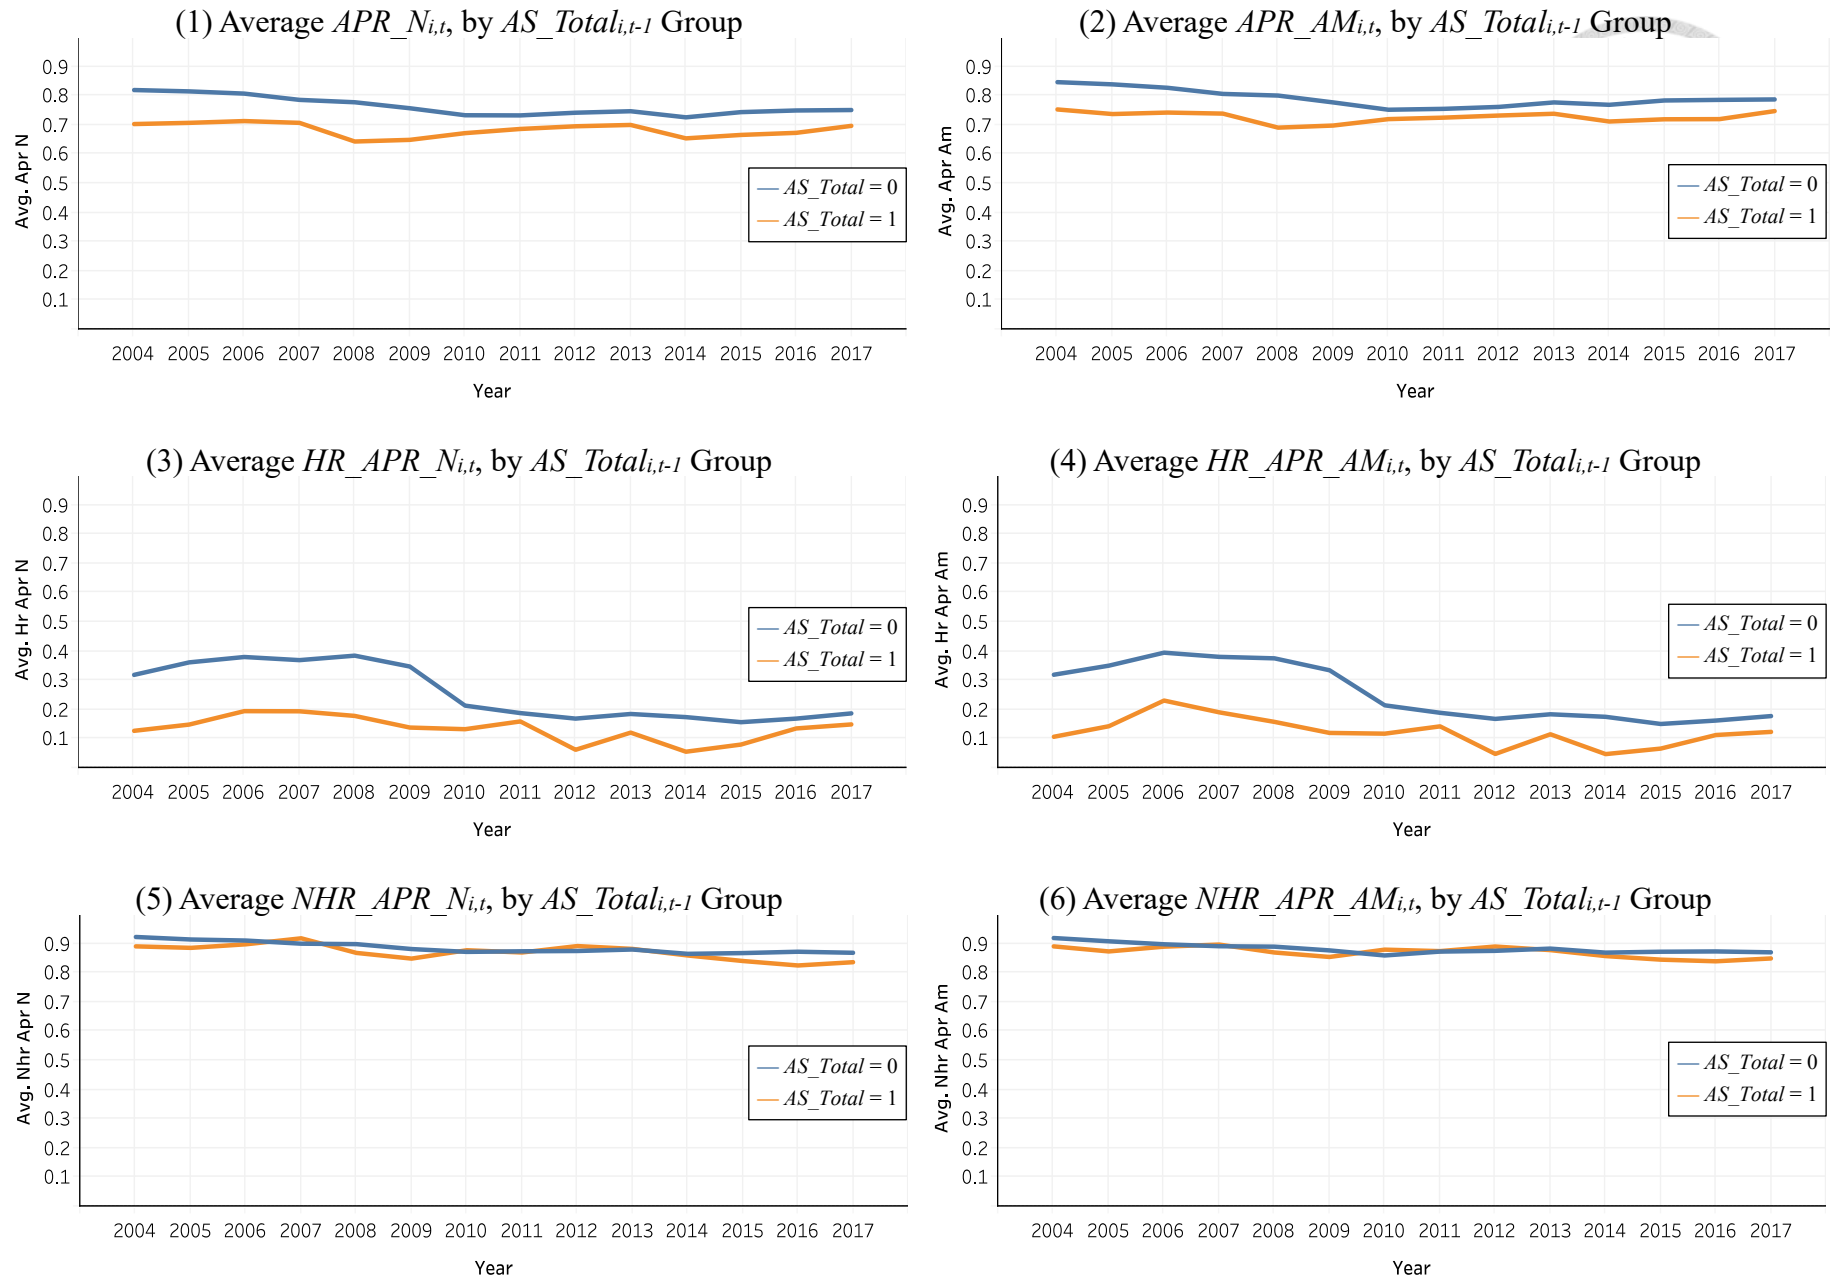 (1) Average APR_Ni,t, by AS_Totali,t-1 Group
Avg. Apr N
0.9
0.8
0.7
0.6
0.5
0.4
0.3
0.2
0.1
AS_Total = 0
AS_Total = 1
2004 2005 2006 2007 2008 2009 2010 2011 2012 2013 2014 2015 2016 2017
Year
(2) Average APR_AMi,t, by AS_Totali,t-1 Group
Avg. Apr Am
0.9
0.8
0.7
0.6
0.5
0.4
0.3
0.2
0.1
AS_Total = 0
AS_Total = 1
2004 2005 2006 2007 2008 2009 2010 2011 2012 2013 2014 2015 2016 2017
Year
(3) Average HR_APR_Ni,t, by AS_Totali,t-1 Group
Avg. Hr Apr N
0.9
0.8
0.7
0.6
0.5
0.4
0.3
0.2
0.1
AS_Total = 0
AS_Total = 1
2004 2005 2006 2007 2008 2009 2010 2011 2012 2013 2014 2015 2016 2017
Year
(4) Average HR_APR_AMi,t, by AS_Totali,t-1 Group
Avg. Hr Apr Am
0.9
0.8
0.7
0.6
0.5
0.4
0.3
0.2
0.1
AS_Total = 0
AS_Total = 1
2004 2005 2006 2007 2008 2009 2010 2011 2012 2013 2014 2015 2016 2017
Year
(5) Average NHR_APR_Ni,t, by AS_Totali,t-1 Group
Avg. Nhr Apr N
0.9
0.8
0.7
0.6
0.5
0.4
0.3
0.2
0.1
AS_Total = 0
AS_Total = 1
2004 2005 2006 2007 2008 2009 2010 2011 2012 2013 2014 2015 2016 2017
Year
(6) Average NHR_APR_AMi,t, by AS_Totali,t-1 Group
Avg. Nhr Apr Am
0.9
0.8
0.7
0.6
0.5
0.4
0.3
0.2
0.1
AS_Total = 0
AS_Total = 1
2004 2005 2006 2007 2008 2009 2010 2011 2012 2013 2014 2015 2016 2017
Year